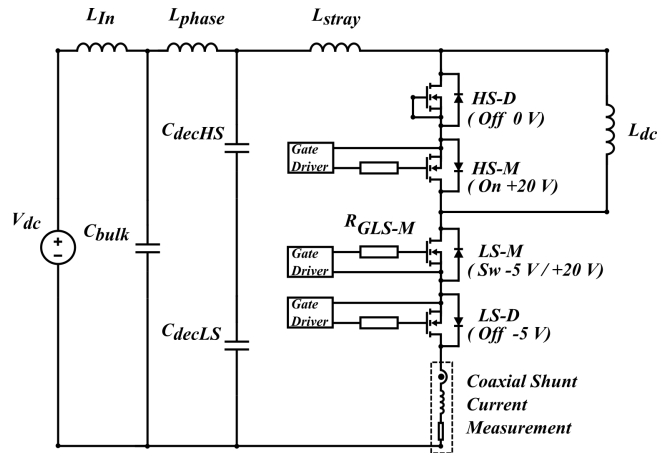 L_In
L_phase
L_stray
HS-D
( Off 0 V)
C_decHS
L_dc
Gate
Driver
HS-M
( On +20 V)
V_dc
C_bulk
R_GLS-M
+
−
Gate
Driver
LS-M
( Sw -5 V / +20 V)
Gate
Driver
LS-D
( Off -5 V)
C_decLS
Coaxial Shunt
Current
Measurement